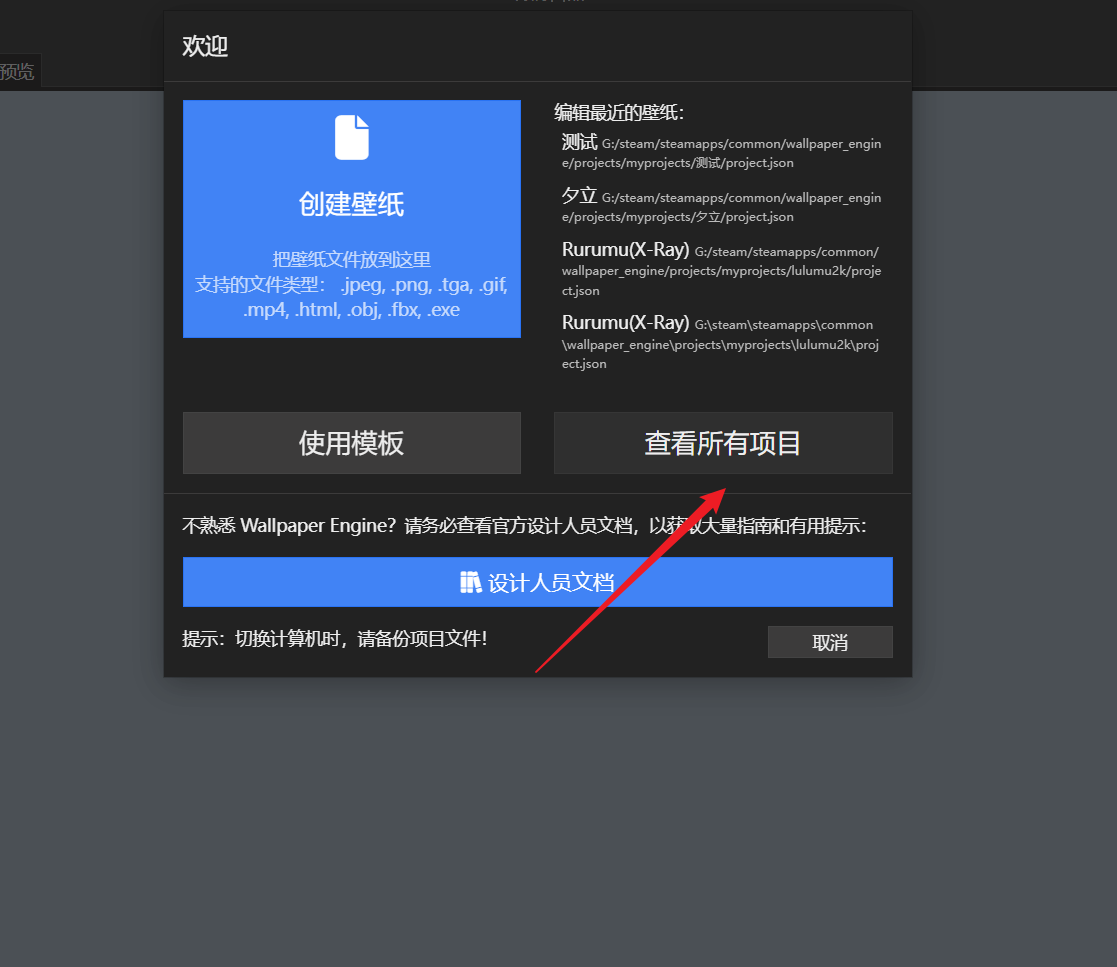 欢迎
预览
创建壁纸
把壁纸文件放到这里
支持的文件类型： .jpeg, .png, .tga, .gif,
.mp4, .html, .obj, .fbx, .exe
编辑最近的壁纸：
测试 G:/steam/steamapps/common/wallpaper_engin
e/projects/myprojects/测试/project.json
夕立 G:/steam/steamapps/common/wallpaper_engin
e/projects/myprojects/夕立/project.json
Rurumu(X-Ray) G:/steam/steamapps/common/
wallpaper_engine/projects/myprojects/lulumu2k/proje
ct.json
Rurumu(X-Ray) G:\steam\steamapps\common
\wallpaper_engine\projects\myprojects\lulumu2k\proj
ect.json
使用模板
查看所有项目
不熟悉 Wallpaper Engine？请务必查看官方设计人员文档，以获取大量指南和有用提示：
设计人员文档
提示：切换计算机时，请备份项目文件！
取消